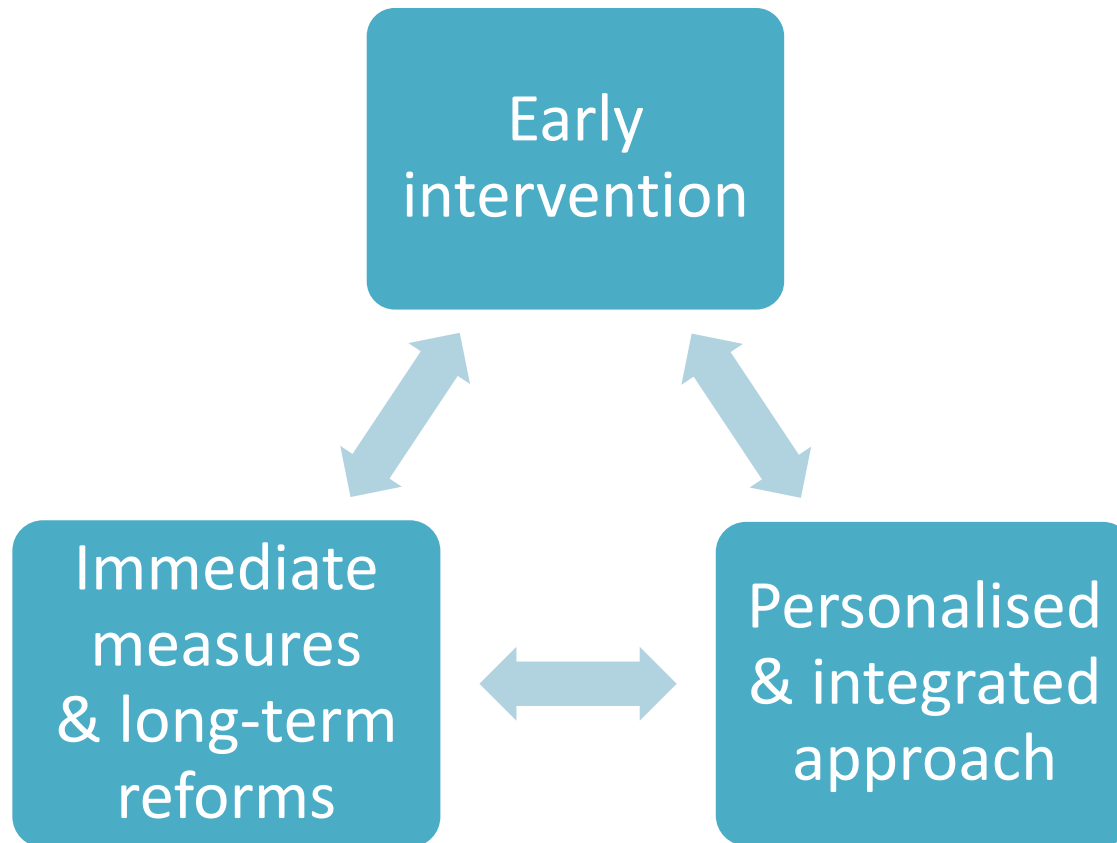 Early
intervention
Immediate
measures
& long-term
reforms
Personalised
& integrated
approach